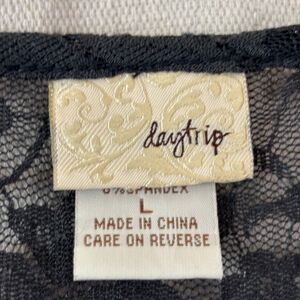 daytrip
6% SPANDEX
L
MADE IN CHINA
CARE ON REVERSE